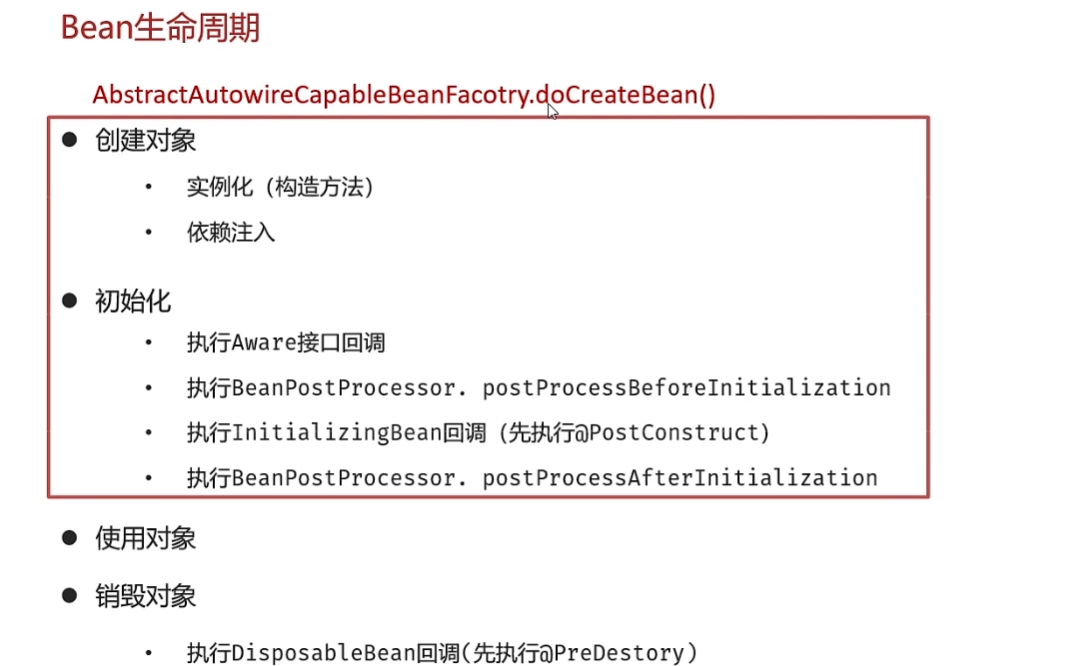 Bean生命周期
AbstractAutowireCapableBeanFacotry.doCreateBean()
● 创建对象
• 实例化（构造方法）
• 依赖注入
● 初始化
• 执行Aware接口回调
• 执行BeanPostProcessor. postProcessBeforeInitialization
• 执行InitializingBean回调（先执行@PostConstruct）
• 执行BeanPostProcessor. postProcessAfterInitialization
● 使用对象
● 销毁对象
• 执行DisposableBean回调(先执行@PreDestory)